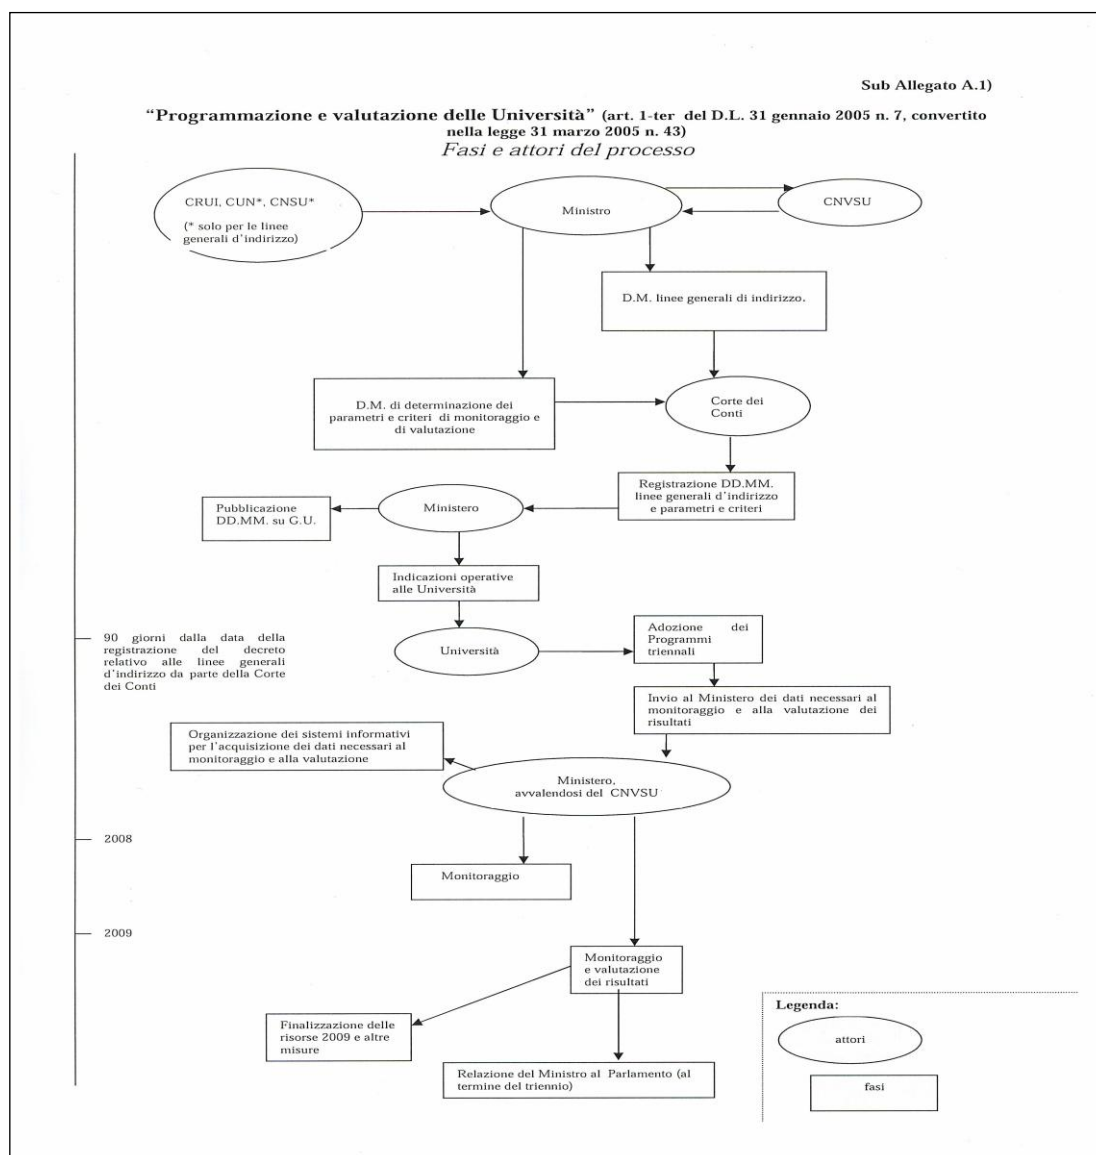 Sub Allegato A.1)
“Programmazione e valutazione delle Università” (art. 1-ter del D.L. 31 gennaio 2005 n. 7, convertito
nella legge 31 marzo 2005 n. 43)
Fasi e attori del processo
CRUI, CUN*, CNSU*
(* solo per le linee
generali d’indirizzo)
Ministro
CNVSU
D.M. linee generali di indirizzo.
D.M. di determinazione dei
parametri e criteri di monitoraggio e
di valutazione
Corte dei
Conti
Registrazione DD.MM.
linee generali d’indirizzo
e parametri e criteri
Ministero
Pubblicazione
DD.MM. su G.U.
Indicazioni operative
alle Università
90 giorni dalla data della
registrazione del decreto
relativo alle linee generali
d’indirizzo da parte della Corte
dei Conti
Università
Adozione dei
Programmi
triennali
Invio al Ministero dei dati necessari al
monitoraggio e alla valutazione dei
risultati
Organizzazione dei sistemi informativi
per l’acquisizione dei dati necessari al
monitoraggio e alla valutazione
Ministero,
avvalendosi del CNVSU
2008
Monitoraggio
2009
Monitoraggio
e valutazione
dei risultati
Finalizzazione delle
risorse 2009 e altre
misure
Relazione del Ministro al Parlamento (al
termine del triennio)
Legenda:
attori
fasi